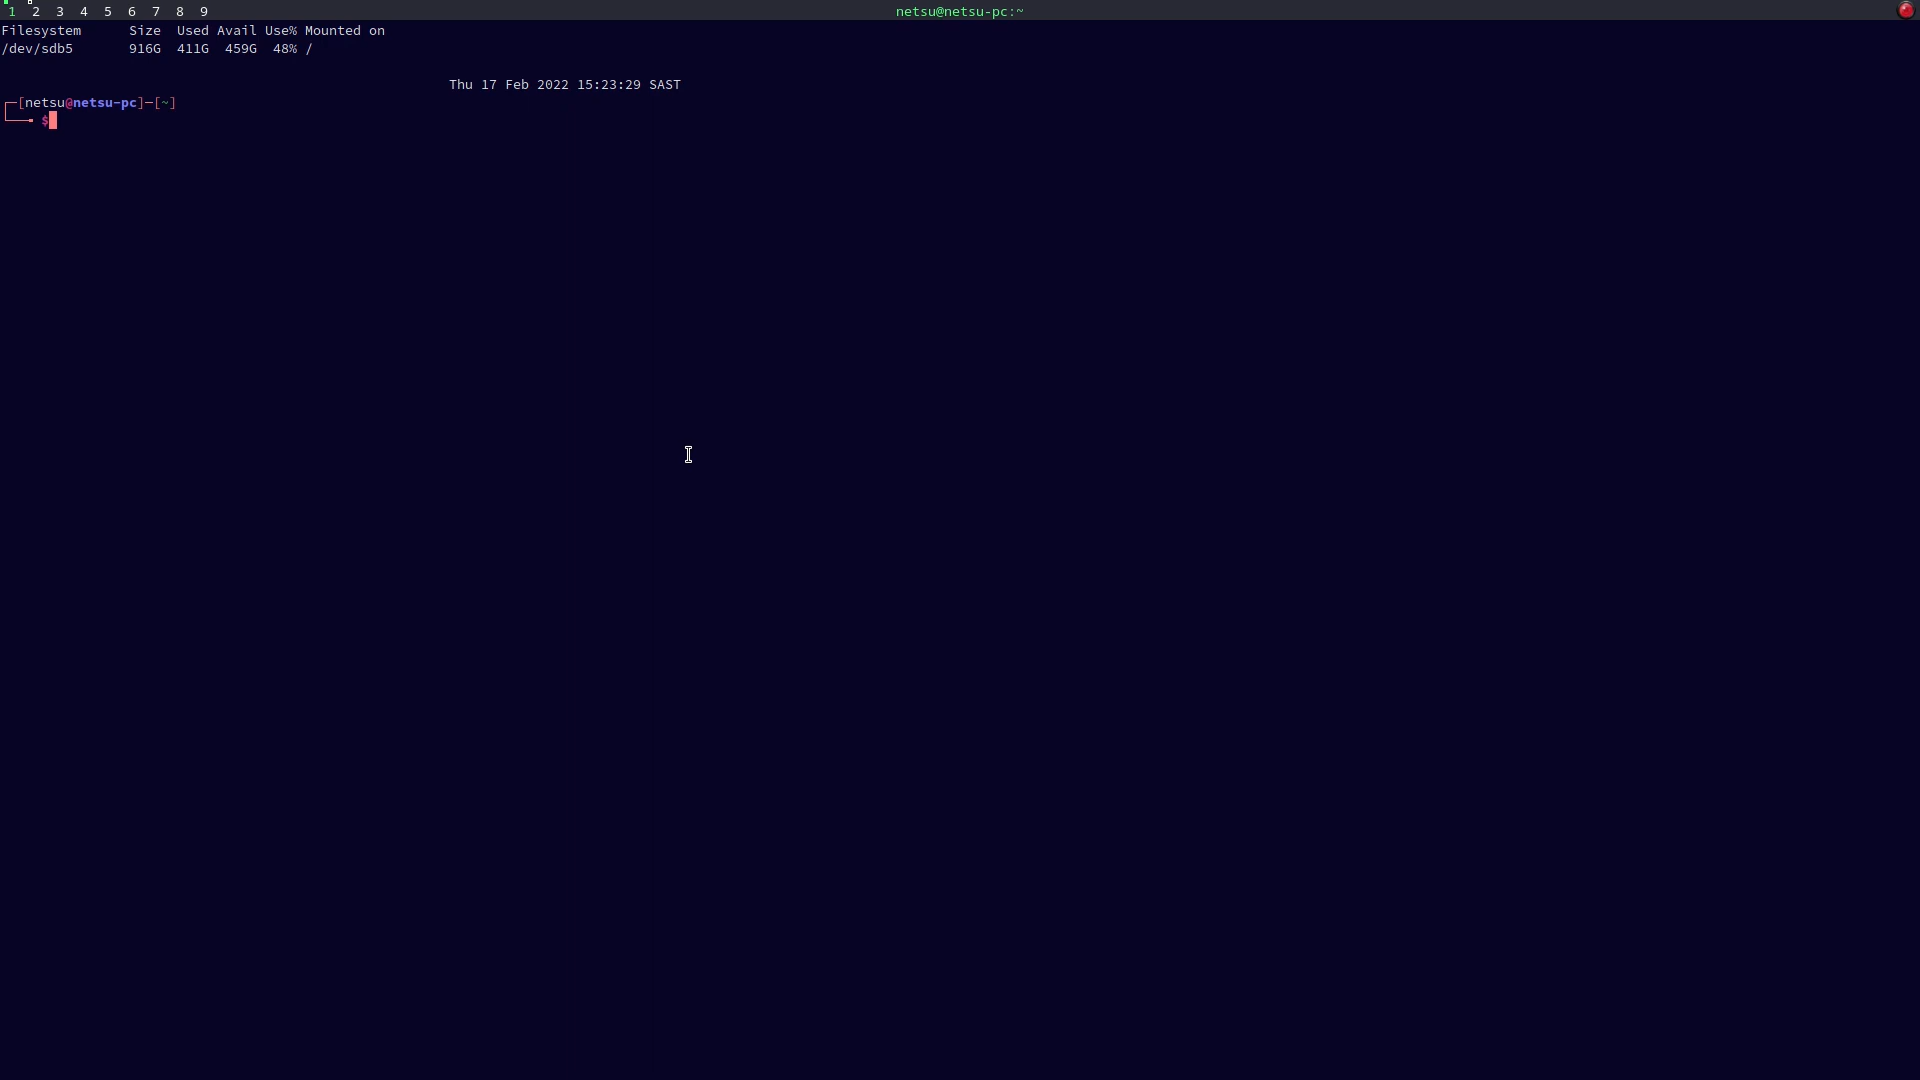 1 2 3 4 5 6 7 8 9 netsu@netsu-pc:~
Filesystem Size Used Avail Use% Mounted on
/dev/sdb5 916G 411G 459G 48% /
Thu 17 Feb 2022 15:23:29 SAST
┌─[netsu@netsu-pc]─[~]
└──╼ $